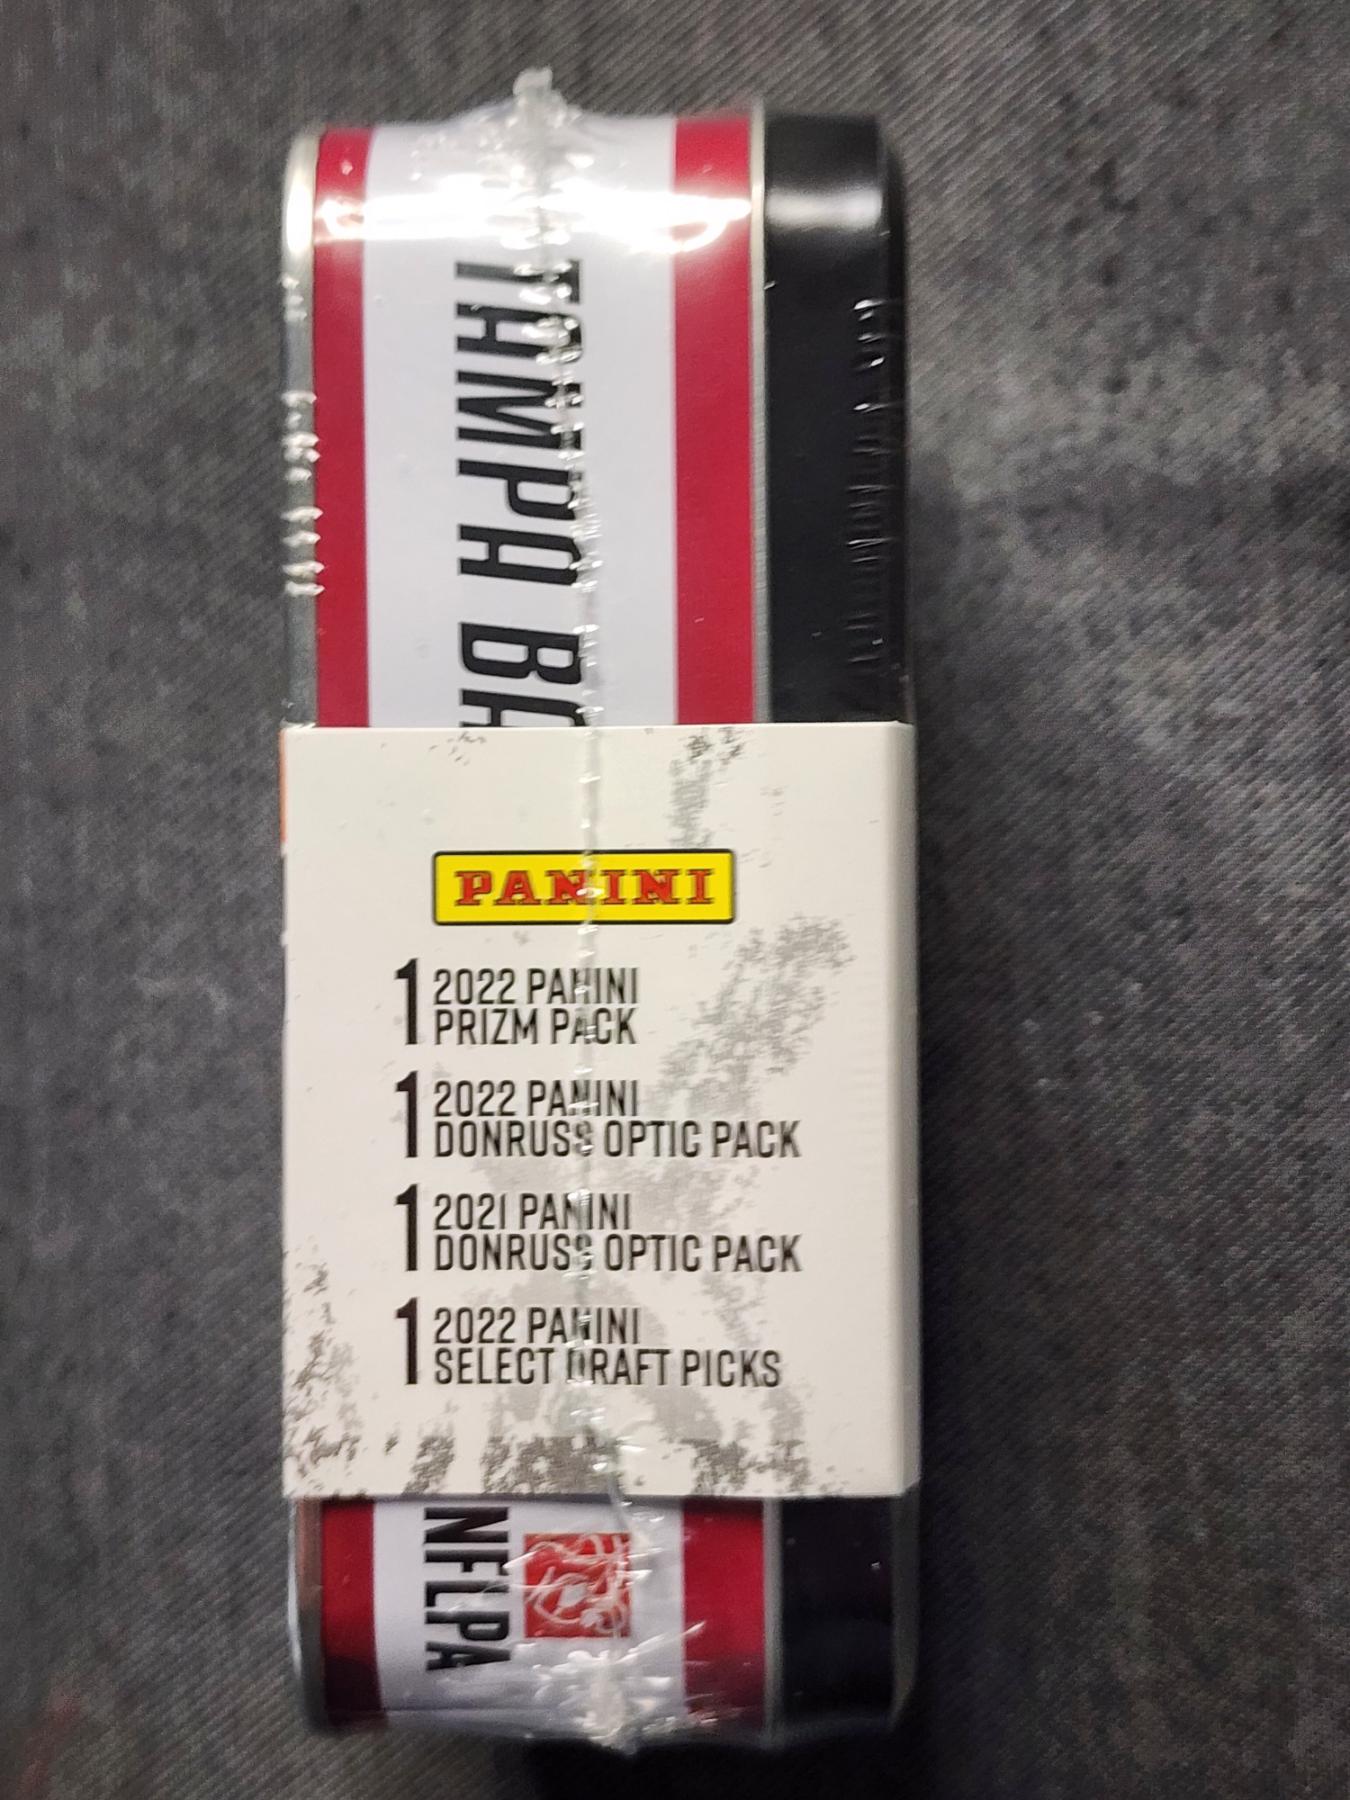 TAMPA BA
PANINI
1 2022 PANINI
PRIZM PACK
1 2022 PANINI
DONRUSS OPTIC PACK
1 2021 PANINI
DONRUSS OPTIC PACK
1 2022 PANINI
SELECT DRAFT PICKS
NFLPA